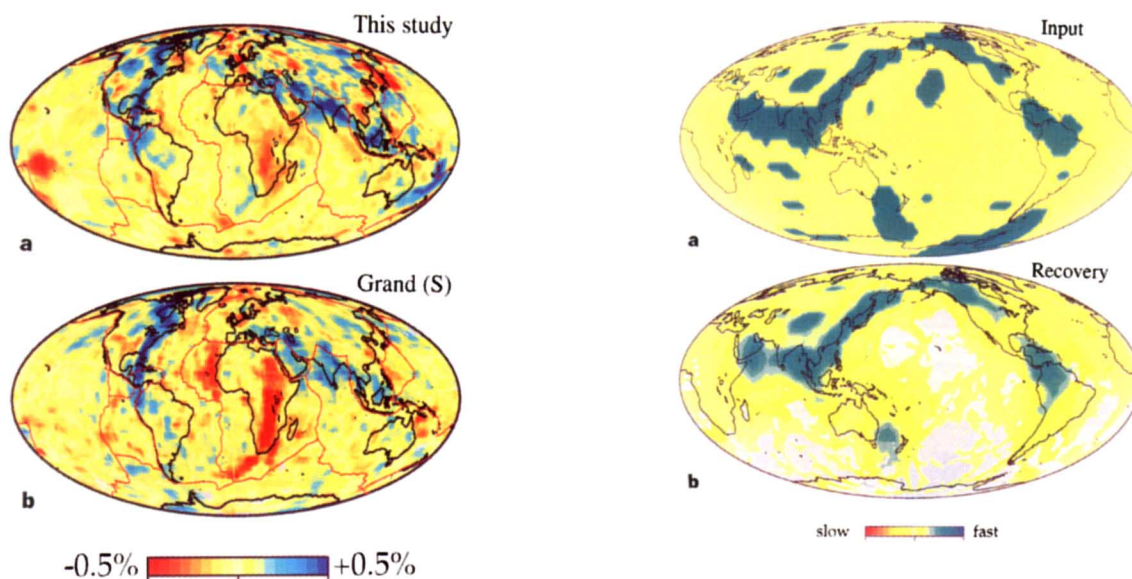 This study
a
Grand (S)
b
-0.5% +0.5%
Input
a
Recovery
b
slow fast